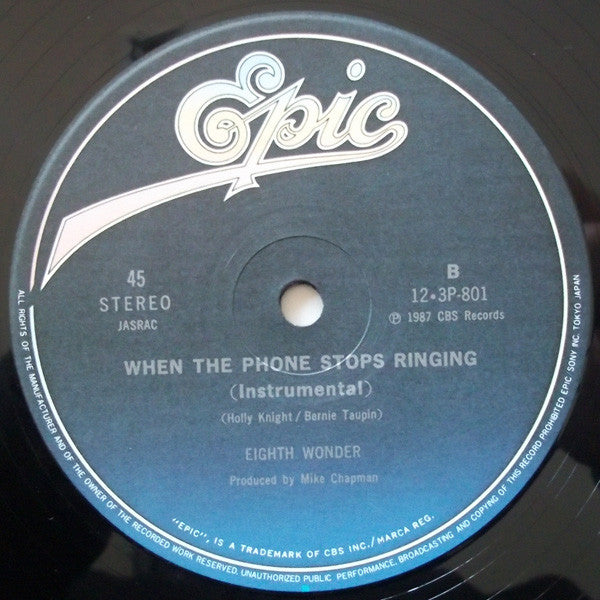 Epic
45
STEREO
JASRAC
B
12•3P-801
Ⓟ 1987 CBS Records
WHEN THE PHONE STOPS RINGING
(Instrumental)
(Holly Knight / Bernie Taupin)
EIGHTH WONDER
Produced by Mike Chapman
"EPIC", IS A TRADEMARK OF CBS INC./MARCA REG.
ALL RIGHTS OF THE MANUFACTURER AND OF THE OWNER OF THE RECORDED WORK RESERVED. UNAUTHORIZED PUBLIC PERFORMANCE, BROADCASTING AND COPYING OF THIS RECORD PROHIBITED EPIC SONY INC. TOKYO JAPAN